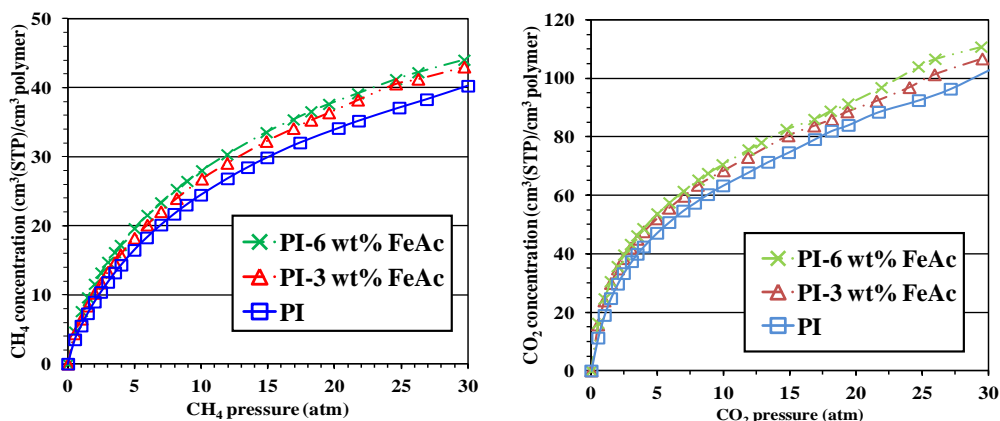 CH₄ concentration (cm³(STP)/cm³ polymer)
50
40
30
20
10
0
PI-6 wt% FeAc
PI-3 wt% FeAc
PI
0 5 10 15 20 25 30
CH₄ pressure (atm)
CO₂ concentration (cm³(STP)/cm³ polymer)
120
100
80
60
40
20
0
PI-6 wt% FeAc
PI-3 wt% FeAc
PI
0 5 10 15 20 25 30
CO₂ pressure (atm)